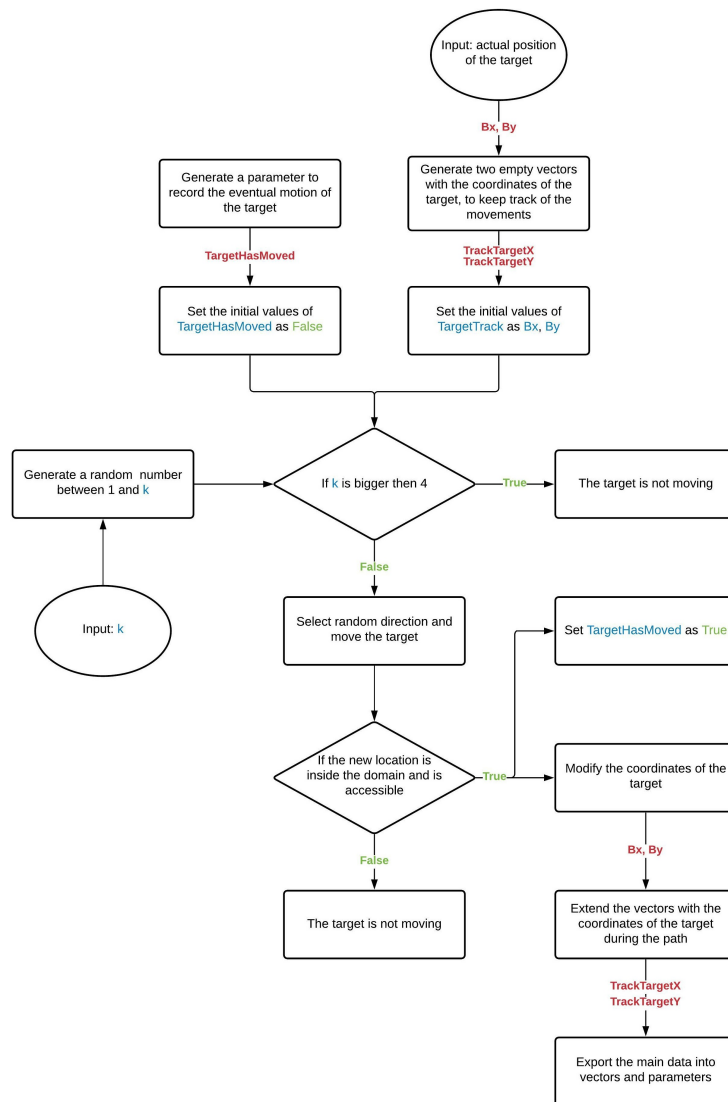 Input: actual position
of the target
Bx, By
Generate a parameter to
record the eventual motion of
the target
Generate two empty vectors
with the coordinates of the
target, to keep track of the
movements
TargetHasMoved
TrackTargetX
TrackTargetY
Set the initial values of
TargetHasMoved as False
Set the initial values of
TargetTrack as Bx, By
Generate a random number
between 1 and k
If k is bigger then 4
True
The target is not moving
False
Input: k
Select random direction and
move the target
Set TargetHasMoved as True
If the new location is
inside the domain and is
accessible
True
Modify the coordinates of the
target
False
Bx, By
The target is not moving
Extend the vectors with the
coordinates of the target
during the path
TrackTargetX
TrackTargetY
Export the main data into
vectors and parameters